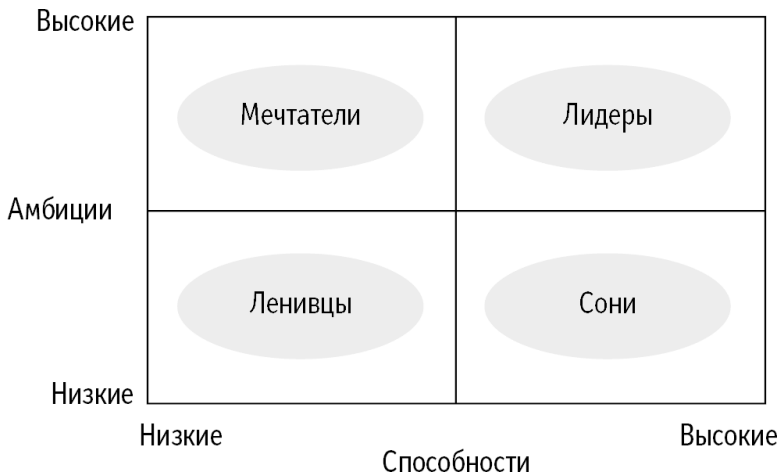 Высокие
Мечтатели
Лидеры
Амбиции
Ленивцы
Сони
Низкие
Низкие
Высокие
Способности